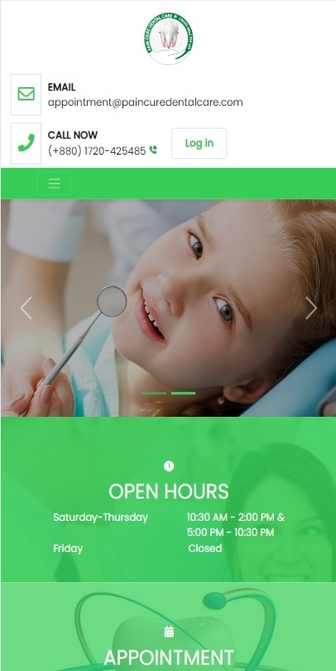 EMAIL
appointment@paincuredentalcare.com
CALL NOW
(+880) 1720-425485
Log in
OPEN HOURS
Saturday-Thursday 10:30 AM - 2:00 PM &
5:00 PM - 10:30 PM
Friday Closed
APPOINTMENT